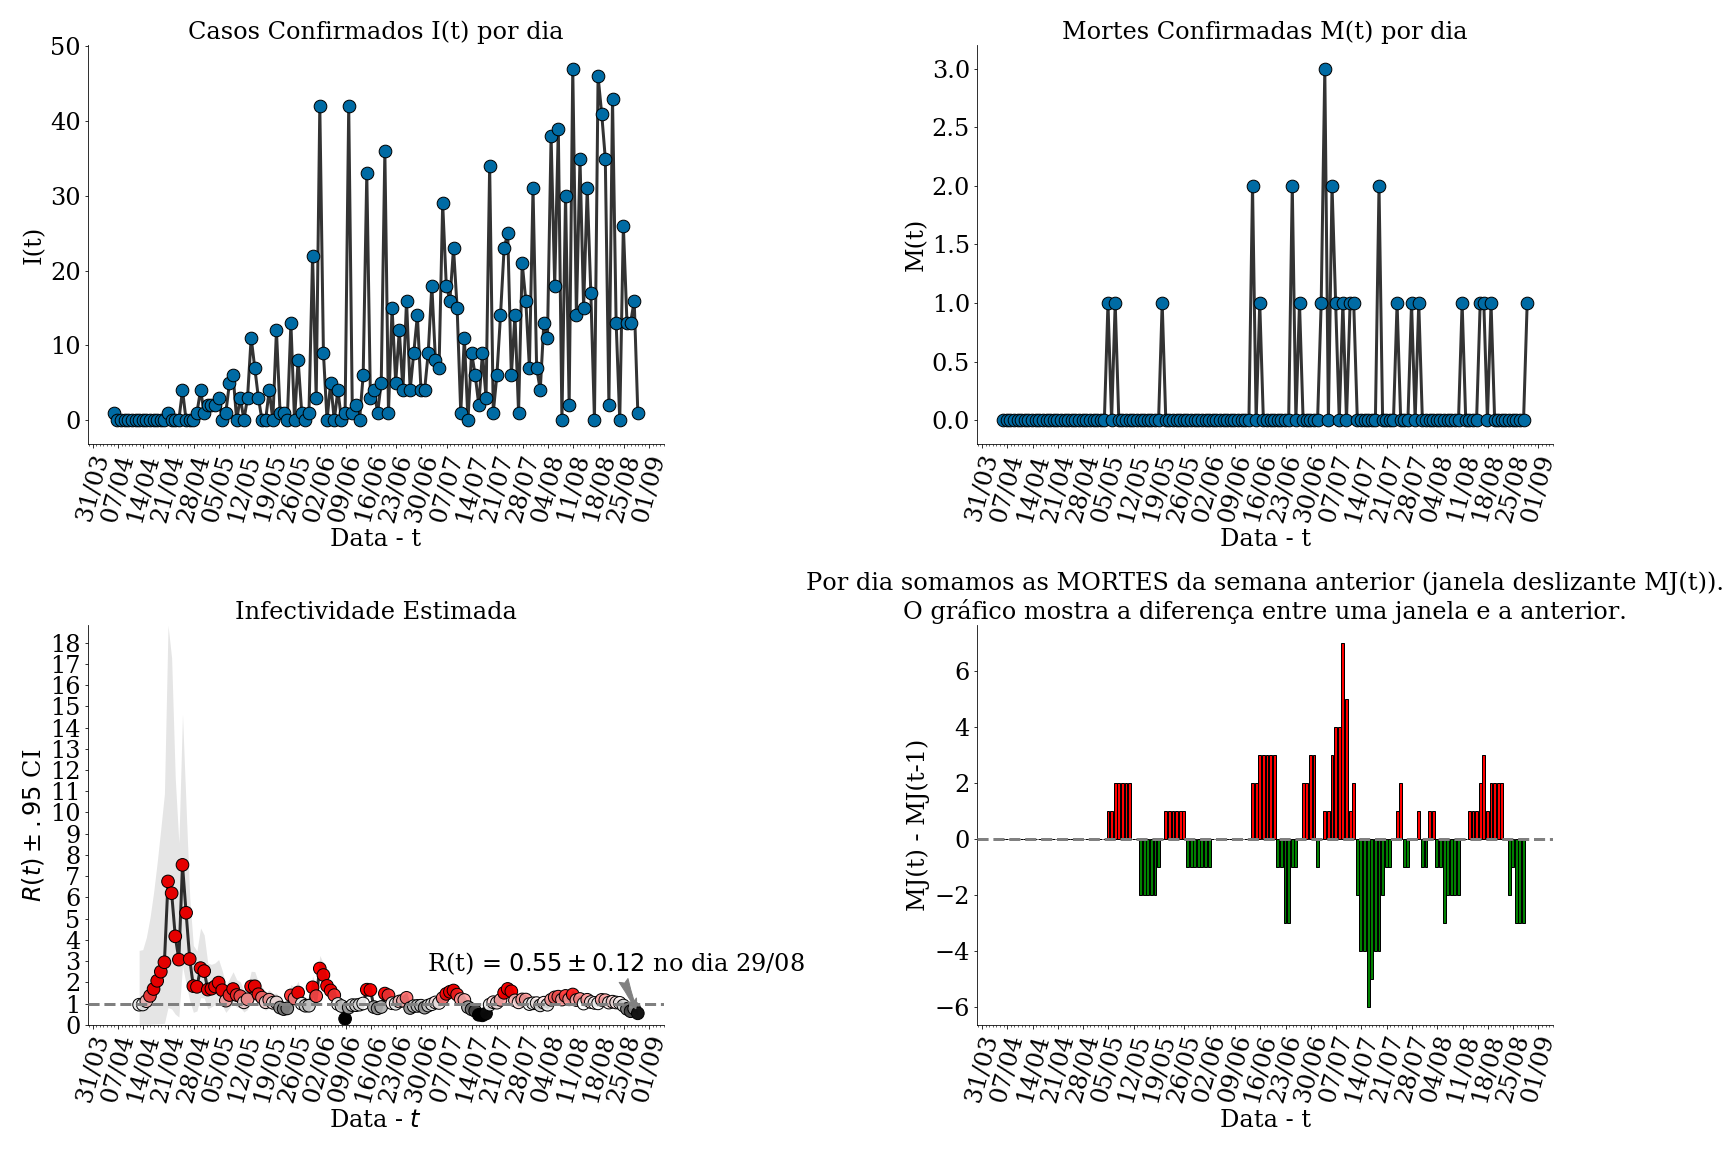 Casos Confirmados I(t) por dia
50
40
30
20
10
0
I(t)
31/03 07/04 14/04 21/04 28/04 05/05 12/05 19/05 26/05 02/06 09/06 16/06 23/06 30/06 07/07 14/07 21/07 28/07 04/08 11/08 18/08 25/08 01/09
Data - t
Mortes Confirmadas M(t) por dia
3.0
2.5
2.0
1.5
1.0
0.5
0.0
M(t)
31/03 07/04 14/04 21/04 28/04 05/05 12/05 19/05 26/05 02/06 09/06 16/06 23/06 30/06 07/07 14/07 21/07 28/07 04/08 11/08 18/08 25/08 01/09
Data - t
Infectividade Estimada
18
17
16
15
14
13
12
11
10
9
8
7
6
5
4
3
2
1
0
R(t) ± .95 CI
R(t) = 0.55 ± 0.12 no dia 29/08
31/03 07/04 14/04 21/04 28/04 05/05 12/05 19/05 26/05 02/06 09/06 16/06 23/06 30/06 07/07 14/07 21/07 28/07 04/08 11/08 18/08 25/08 01/09
Data - t
Por dia somamos as MORTES da semana anterior (janela deslizante MJ(t)).
O gráfico mostra a diferença entre uma janela e a anterior.
6
4
2
0
−2
−4
−6
MJ(t) - MJ(t-1)
31/03 07/04 14/04 21/04 28/04 05/05 12/05 19/05 26/05 02/06 09/06 16/06 23/06 30/06 07/07 14/07 21/07 28/07 04/08 11/08 18/08 25/08 01/09
Data - t